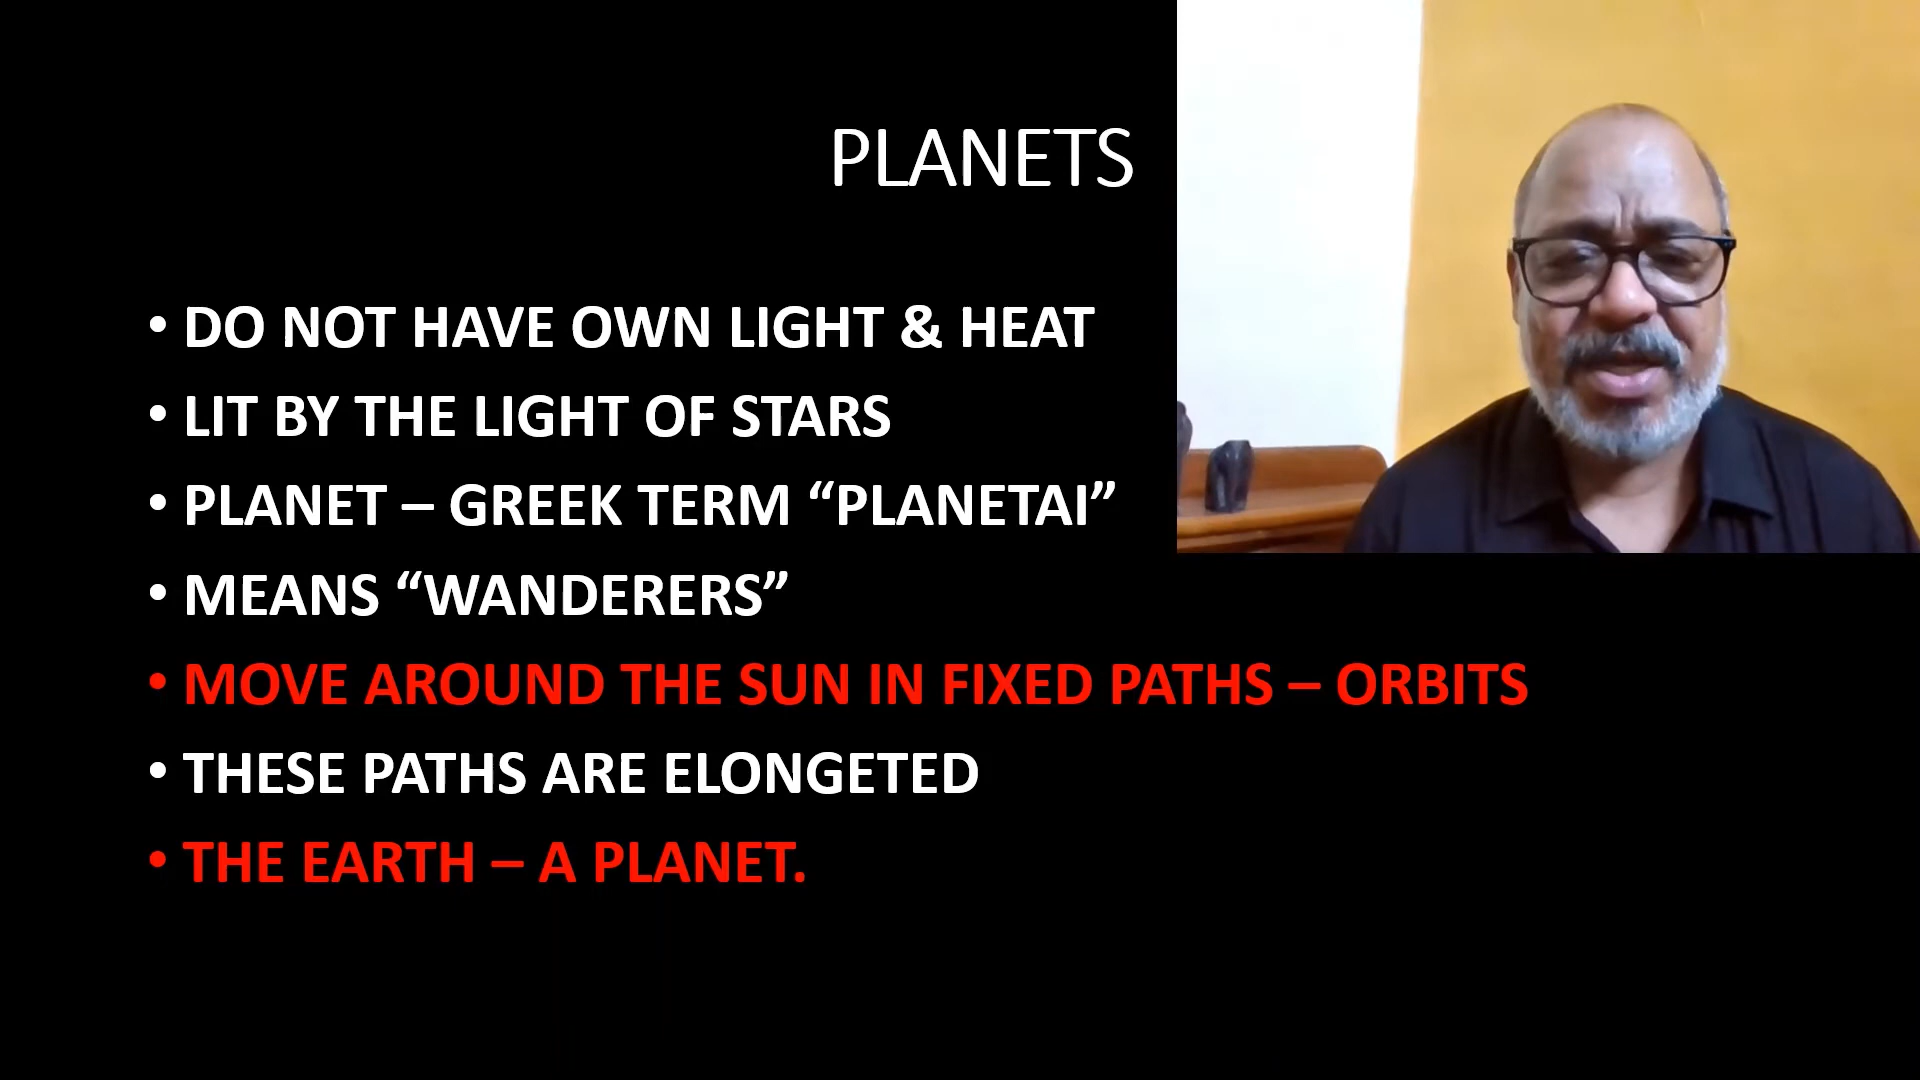 PLANETS
• DO NOT HAVE OWN LIGHT & HEAT
• LIT BY THE LIGHT OF STARS
• PLANET – GREEK TERM “PLANETAI”
• MEANS “WANDERERS”
• MOVE AROUND THE SUN IN FIXED PATHS – ORBITS
• THESE PATHS ARE ELONGETED
• THE EARTH – A PLANET.